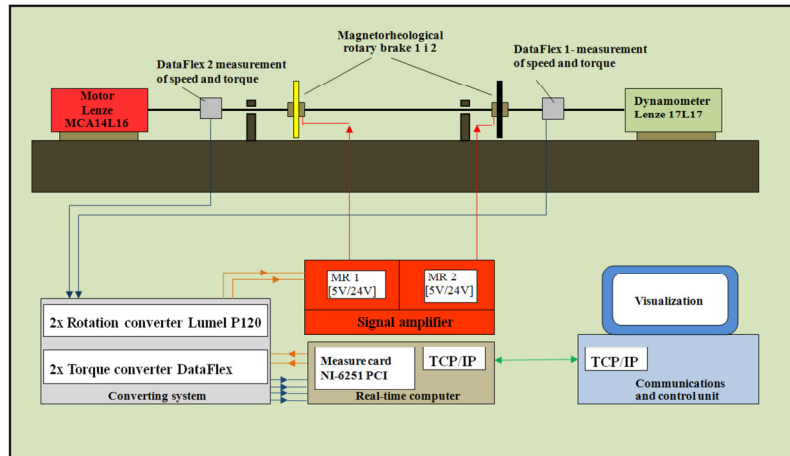 Magnetorheological
rotary brake 1 i 2
DataFlex 2 measurement
of speed and torque
DataFlex 1- measurement
of speed and torque
Motor
Lenze
MCA14L16
Dynamometer
Lenze 17L17
MR 1
[5V/24V]
MR 2
[5V/24V]
Signal amplifier
Visualization
2x Rotation converter Lumel P120
2x Torque converter DataFlex
Converting system
Measure card
NI-6251 PCI
TCP/IP
Real-time computer
TCP/IP
Communications
and control unit